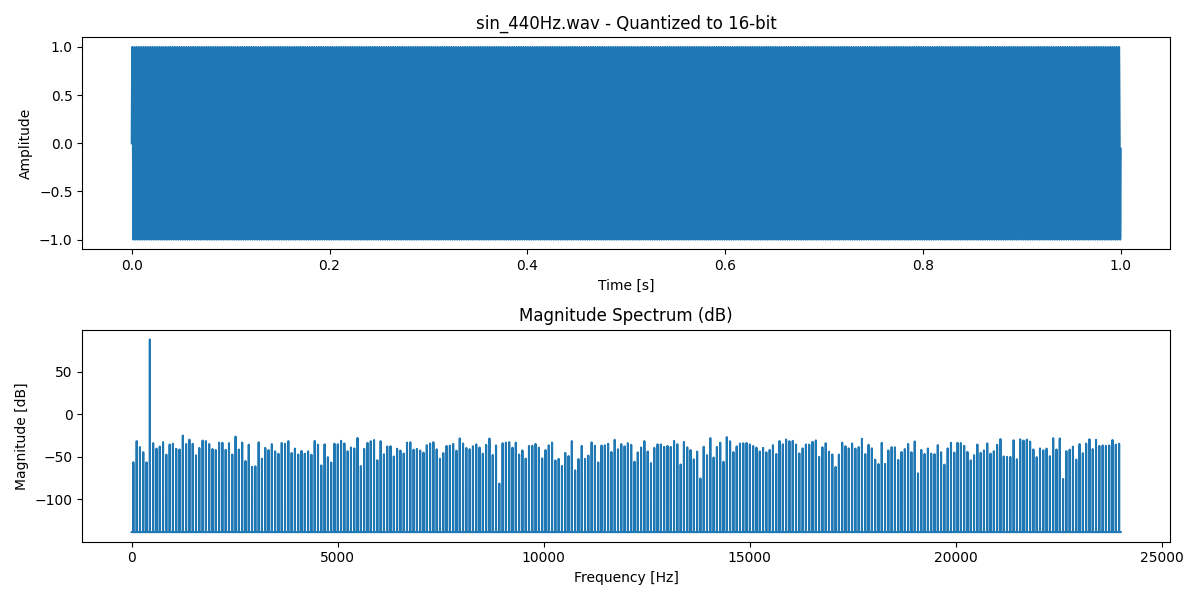 sin_440Hz.wav - Quantized to 16-bit
1.0
0.5
0.0
−0.5
−1.0
Amplitude
0.0 0.2 0.4 0.6 0.8 1.0
Time [s]
Magnitude Spectrum (dB)
50
0
−50
−100
Magnitude [dB]
0 5000 10000 15000 20000 25000
Frequency [Hz]